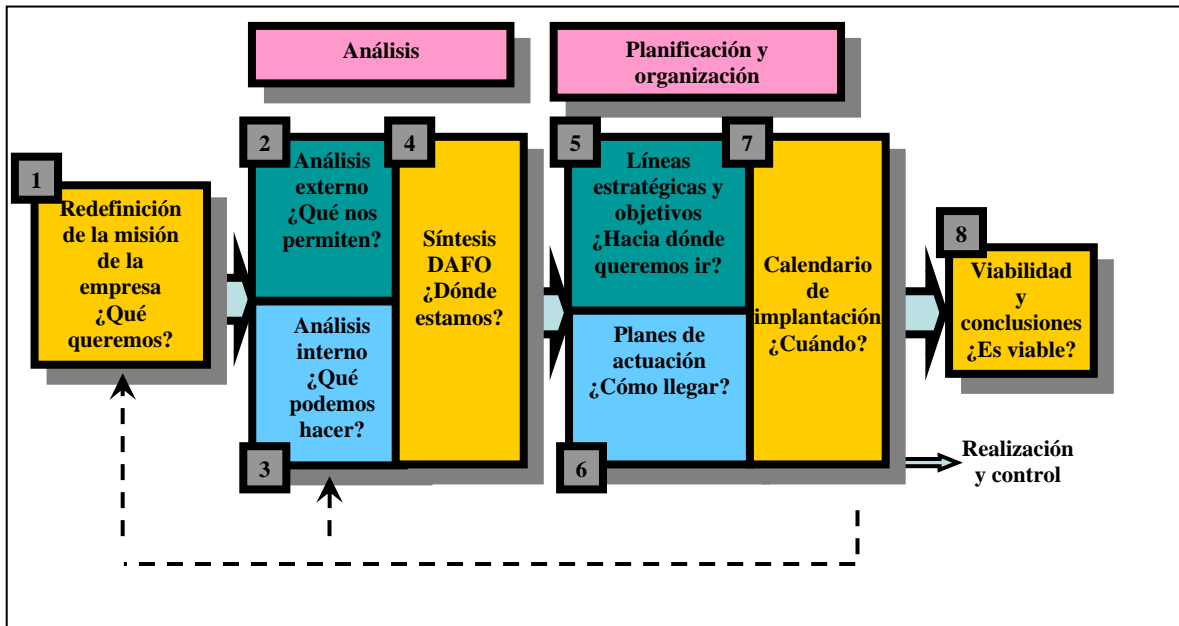 Análisis
Planificación y
organización
1
Redefinición
de la misión
de la
empresa
¿Qué
queremos?
2
Análisis
externo
¿Qué nos
permiten?
3
Análisis
interno
¿Qué
podemos
hacer?
4
Síntesis
DAFO
¿Dónde
estamos?
5
Líneas
estratégicas y
objetivos
¿Hacia dónde
queremos ir?
6
Planes de
actuación
¿Cómo llegar?
7
Calendario
de
implantación
¿Cuándo?
8
Viabilidad
y
conclusiones
¿Es viable?
Realización
y control